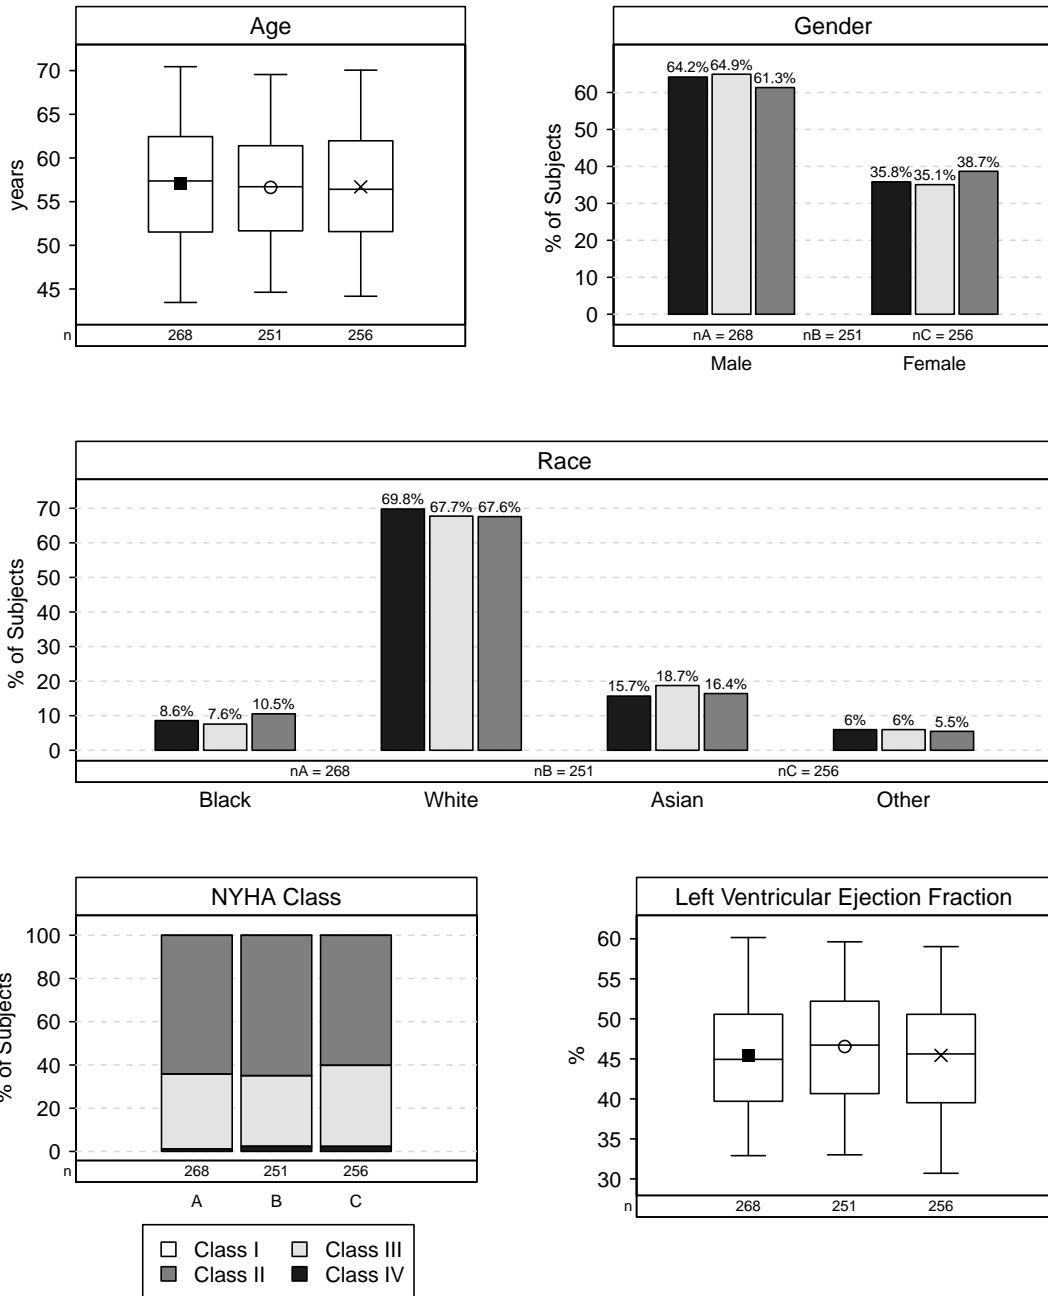 Age
years
70
65
60
55
50
45
n 268 251 256
Gender
% of Subjects
60
50
40
30
20
10
0
64.2% 64.9% 61.3%
35.8% 35.1% 38.7%
nA = 268 nB = 251 nC = 256
Male Female
Race
% of Subjects
70
60
50
40
30
20
10
0
8.6% 7.6% 10.5%
69.8% 67.7% 67.6%
15.7% 18.7% 16.4%
6% 6% 5.5%
nA = 268 nB = 251 nC = 256
Black White Asian Other
NYHA Class
% of Subjects
100
80
60
40
20
0
n 268 251 256
A B C
Class I Class III
Class II Class IV
Left Ventricular Ejection Fraction
%
60
55
50
45
40
35
30
n 268 251 256